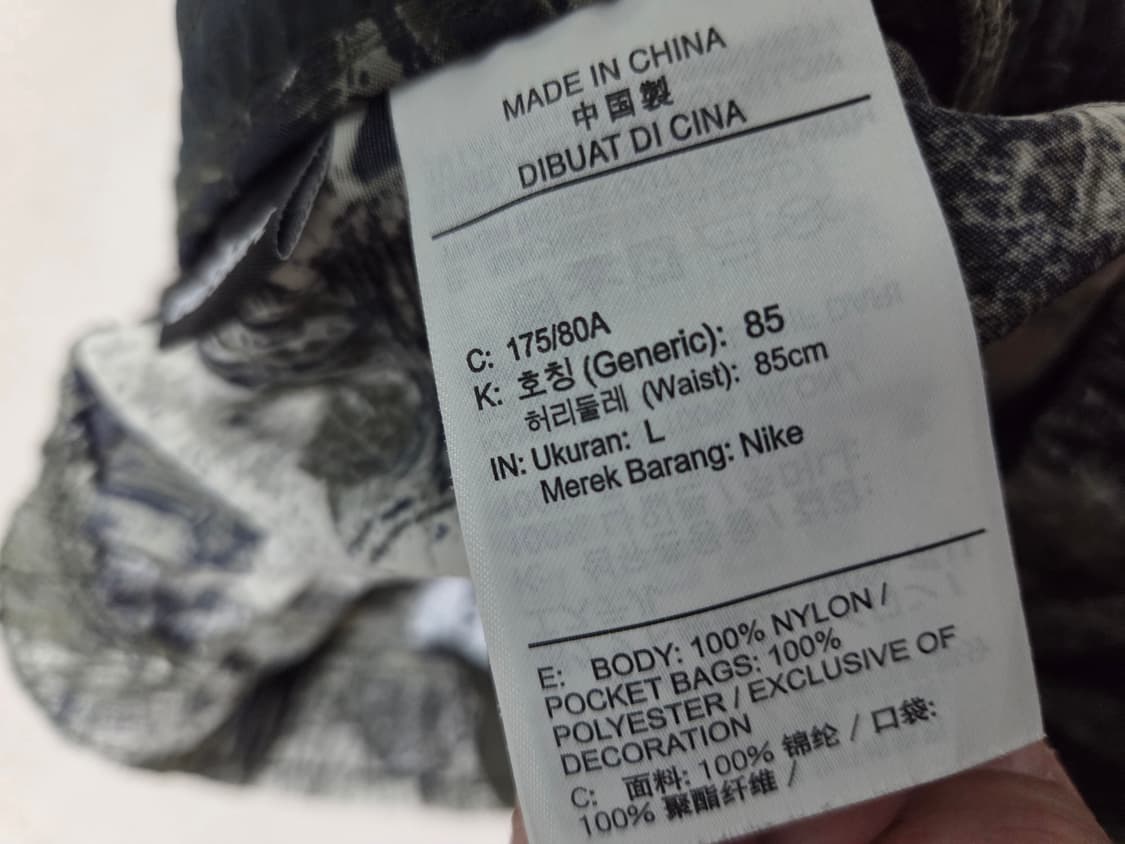 MADE IN CHINA
中国製
DIBUAT DI CINA
C: 175/80A
K: 호칭 (Generic): 85
허리둘레 (Waist): 85cm
IN: Ukuran: L
Merek Barang: Nike
E: BODY: 100% NYLON /
POCKET BAGS: 100%
POLYESTER / EXCLUSIVE OF
DECORATION
C: 面料: 100% 锦纶 / 口袋:
100% 聚酯纤维 /